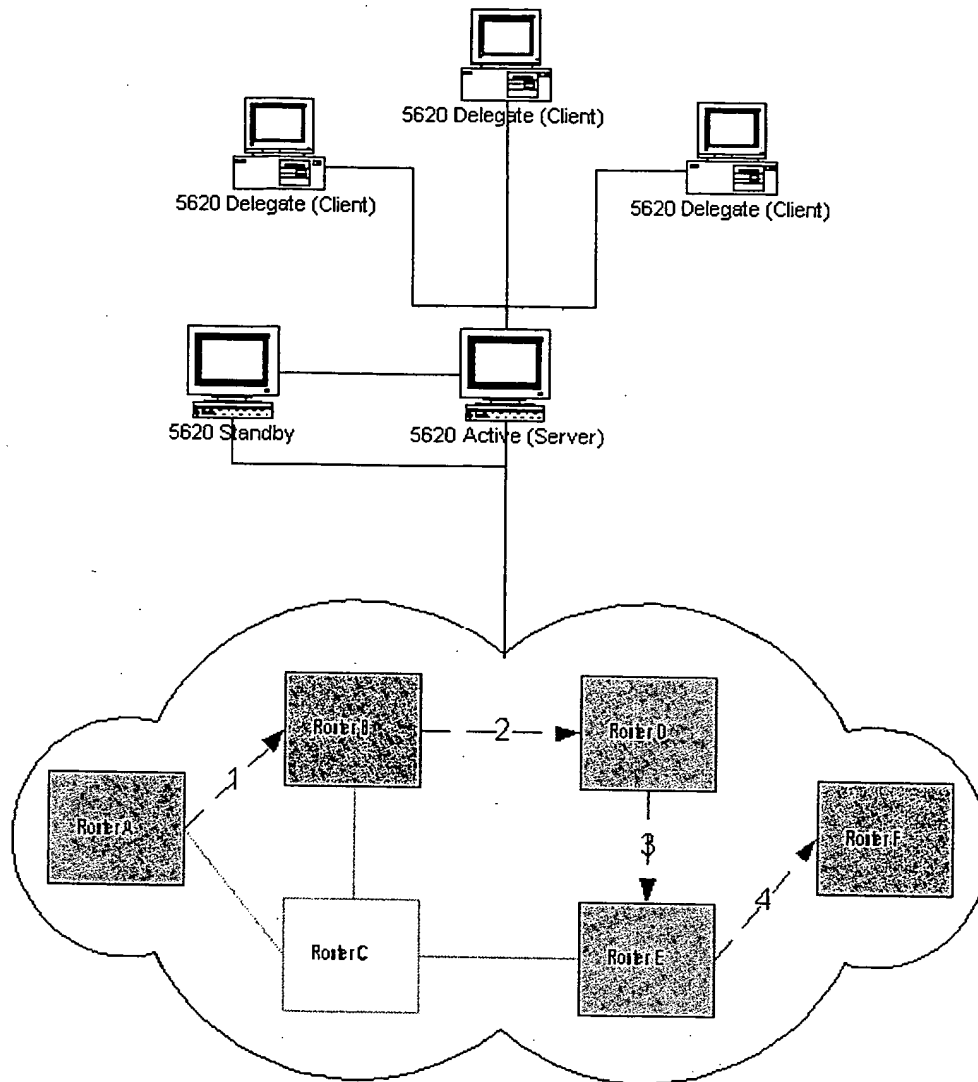 5620 Delegate (Client)
5620 Delegate (Client)
5620 Delegate (Client)
5620 Standby
5620 Active (Server)
Router B
2
Router D
1
Router A
3
Router F
4
Router C
Router E